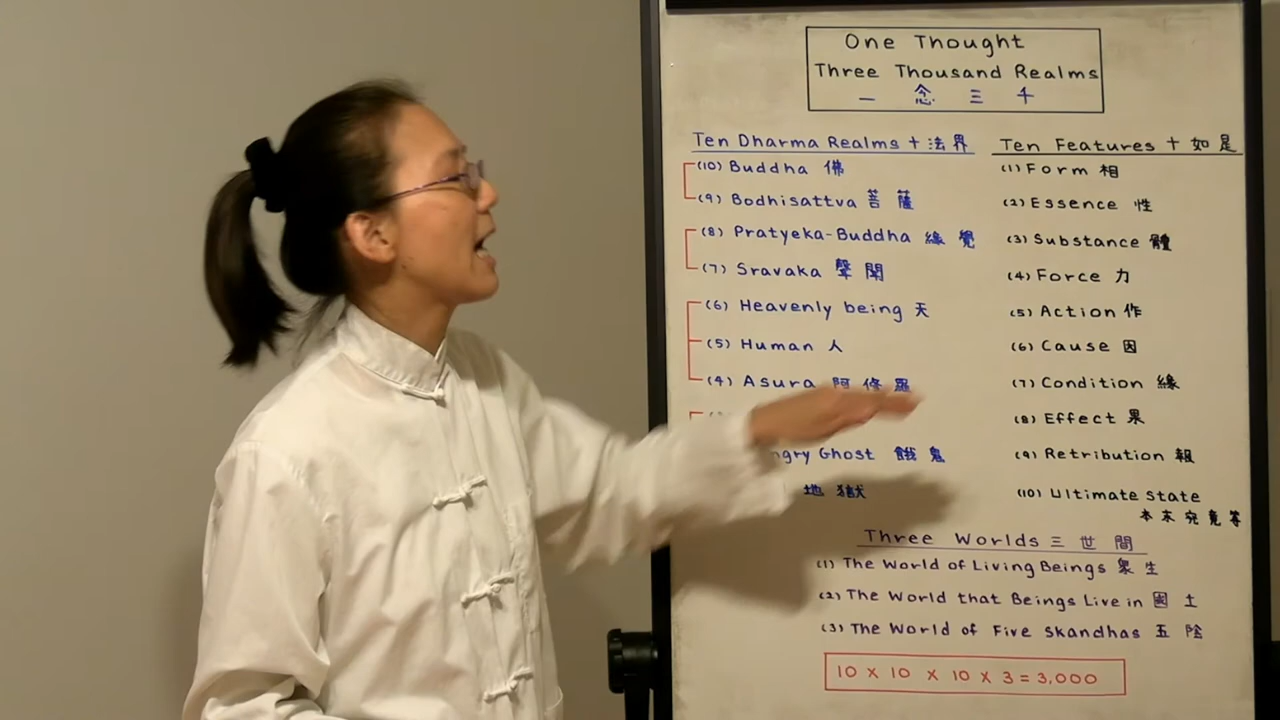 One Thought
Three Thousand Realms
一念三千
Ten Dharma Realms 十法界
(10) Buddha 佛
(9) Bodhisattva 菩薩
(8) Pratyeka-Buddha 緣覺
(7) Sravaka 聲聞
(6) Heavenly being 天
(5) Human 人
(4) Asura 阿修羅
Ghost 餓鬼
地獄
Ten Features 十如是
(1) Form 相
(2) Essence 性
(3) Substance 體
(4) Force 力
(5) Action 作
(6) Cause 因
(7) Condition 緣
(8) Effect 果
(9) Retribution 報
(10) Ultimate State
本末究竟等
Three Worlds 三世間
(1) The World of Living Beings 眾生
(2) The World that Beings Live in 國土
(3) The World of Five Skandhas 五陰
10 x 10 x 10 x 3 = 3,000